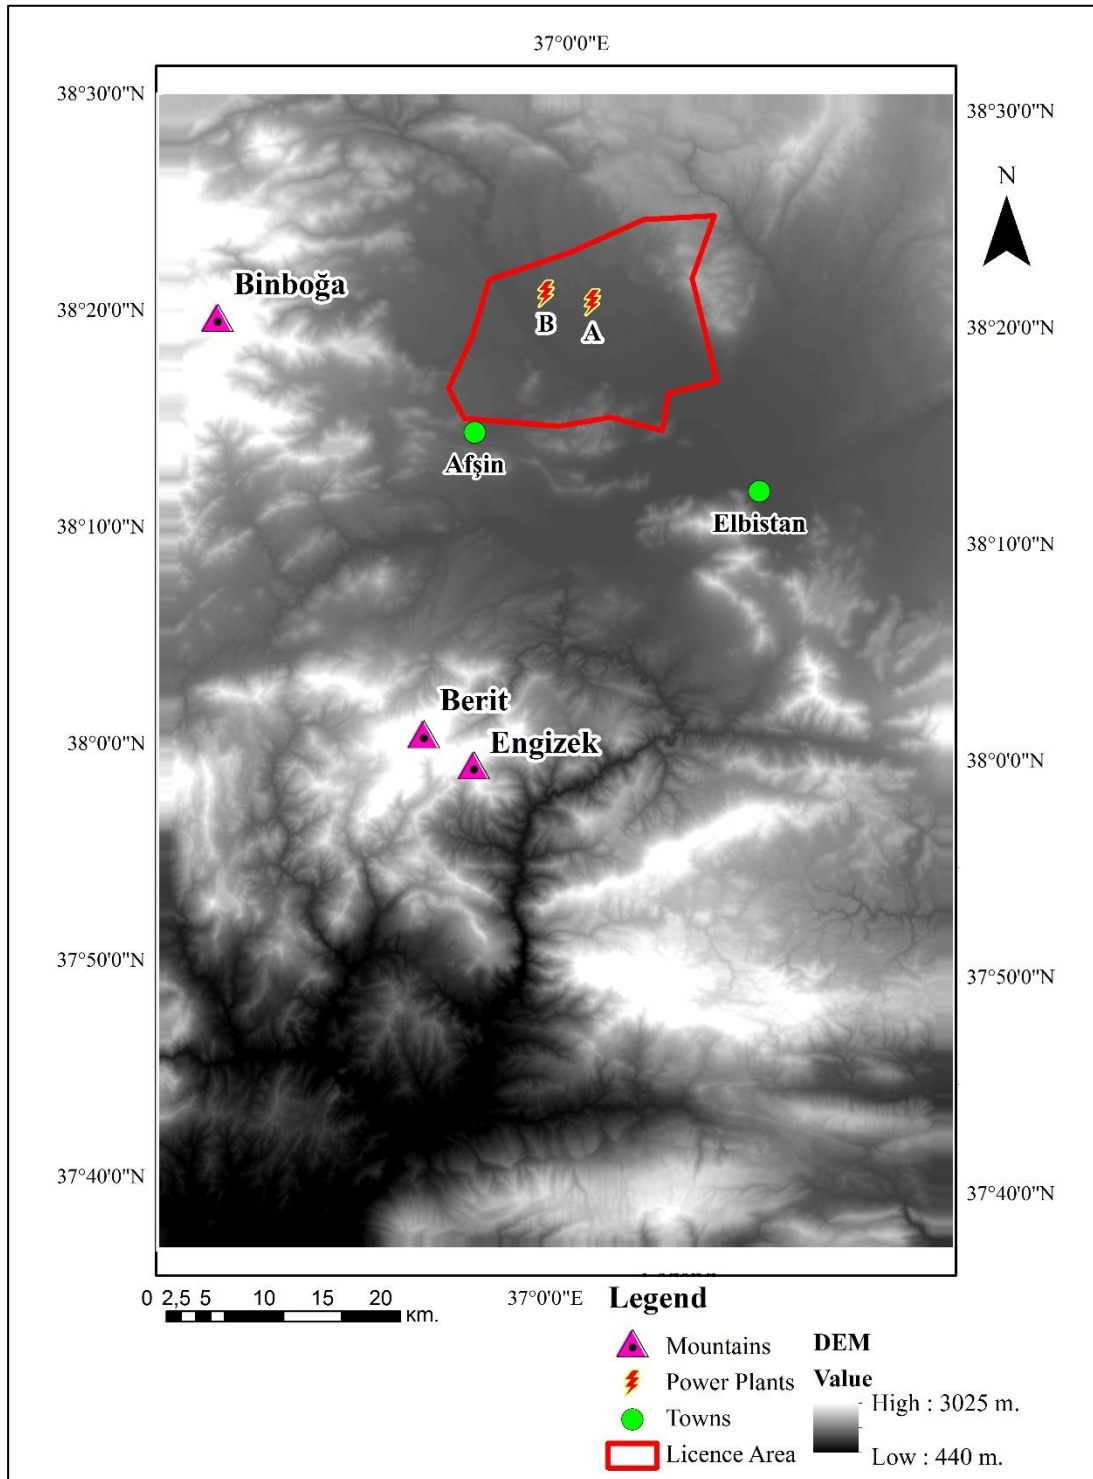 37°0'0"E
38°30'0"N
38°30'0"N
N
Binboğa
38°20'0"N
38°20'0"N
B
A
Afşin
Elbistan
38°10'0"N
38°10'0"N
Berit
Engizek
38°0'0"N
38°0'0"N
37°50'0"N
37°50'0"N
37°40'0"N
37°40'0"N
0 2,5 5 10 15 20
Km.
37°0'0"E
Legend
Mountains
Power Plants
Towns
Licence Area
DEM
Value
High : 3025 m.
Low : 440 m.